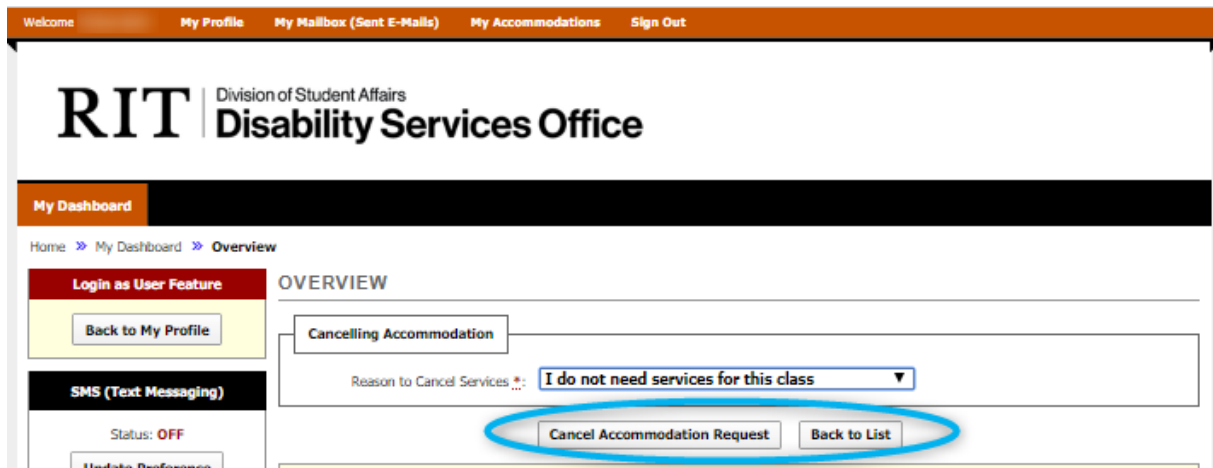 Welcome My Profile My Mailbox (Sent E-Mails) My Accommodations Sign Out
RIT
Division of Student Affairs
Disability Services Office
My Dashboard
Home » My Dashboard » Overview
Login as User Feature
Back to My Profile
SMS (Text Messaging)
Status: OFF
Update Preference
OVERVIEW
Cancelling Accommodation
Reason to Cancel Services *: I do not need services for this class ▼
Cancel Accommodation Request Back to List